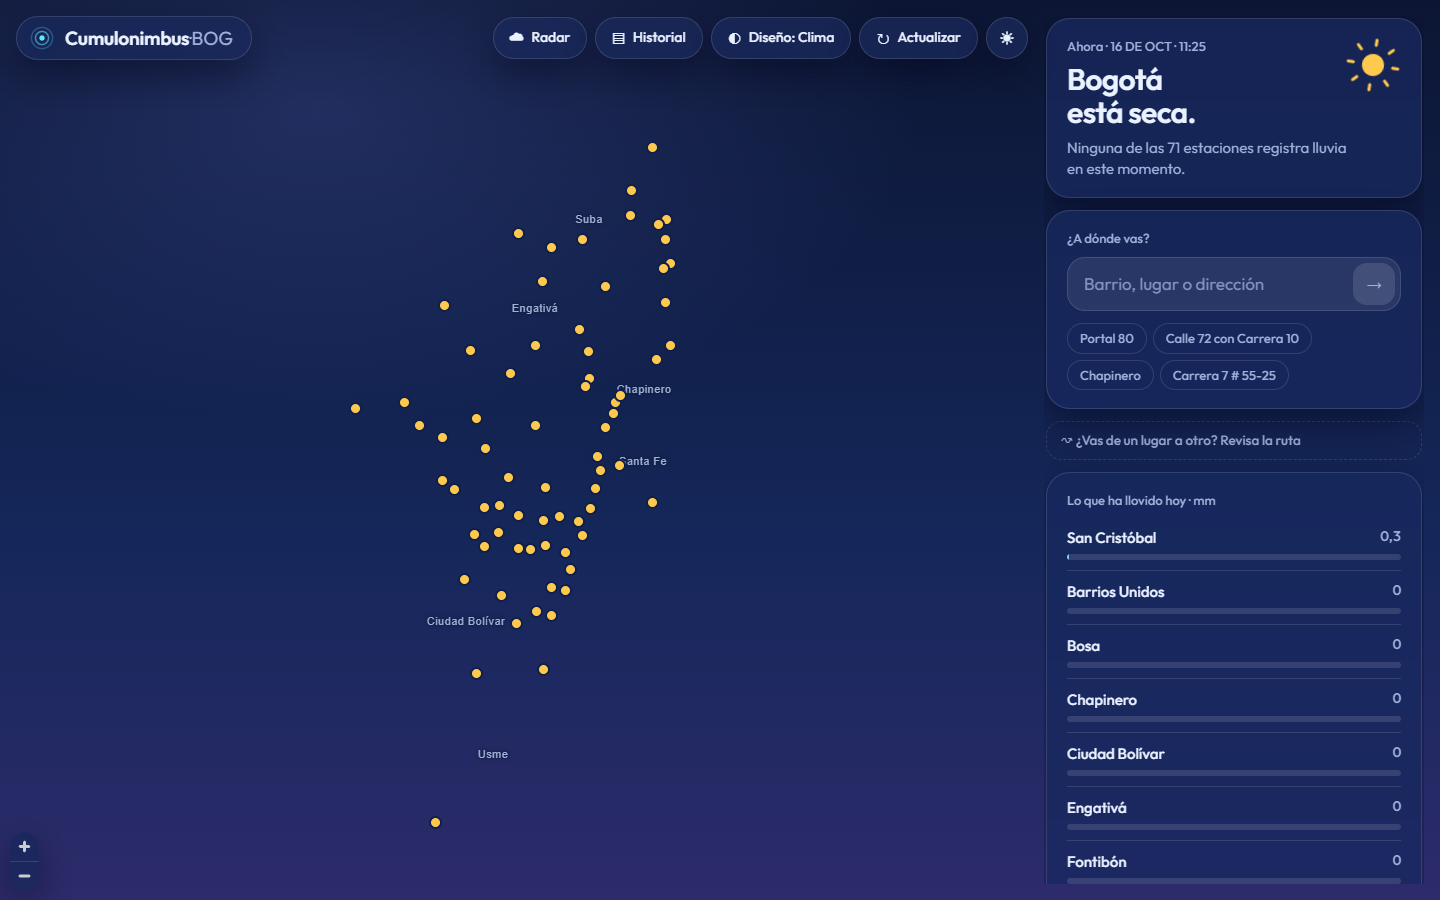 Cumulonimbus·BOG
Radar
Historial
Diseño: Clima
Actualizar
Ahora · 16 DE OCT · 11:25
Bogotá
está seca.
Ninguna de las 71 estaciones registra lluvia
en este momento.
¿A dónde vas?
Barrio, lugar o dirección
→
Portal 80
Calle 72 con Carrera 10
Chapinero
Carrera 7 # 55-25
¿Vas de un lugar a otro? Revisa la ruta
Lo que ha llovido hoy · mm
San Cristóbal 0,3
Barrios Unidos 0
Bosa 0
Chapinero 0
Ciudad Bolívar 0
Engativá 0
Fontibón 0
Suba
Engativá
Chapinero
Santa Fe
Ciudad Bolívar
Usme
+
−